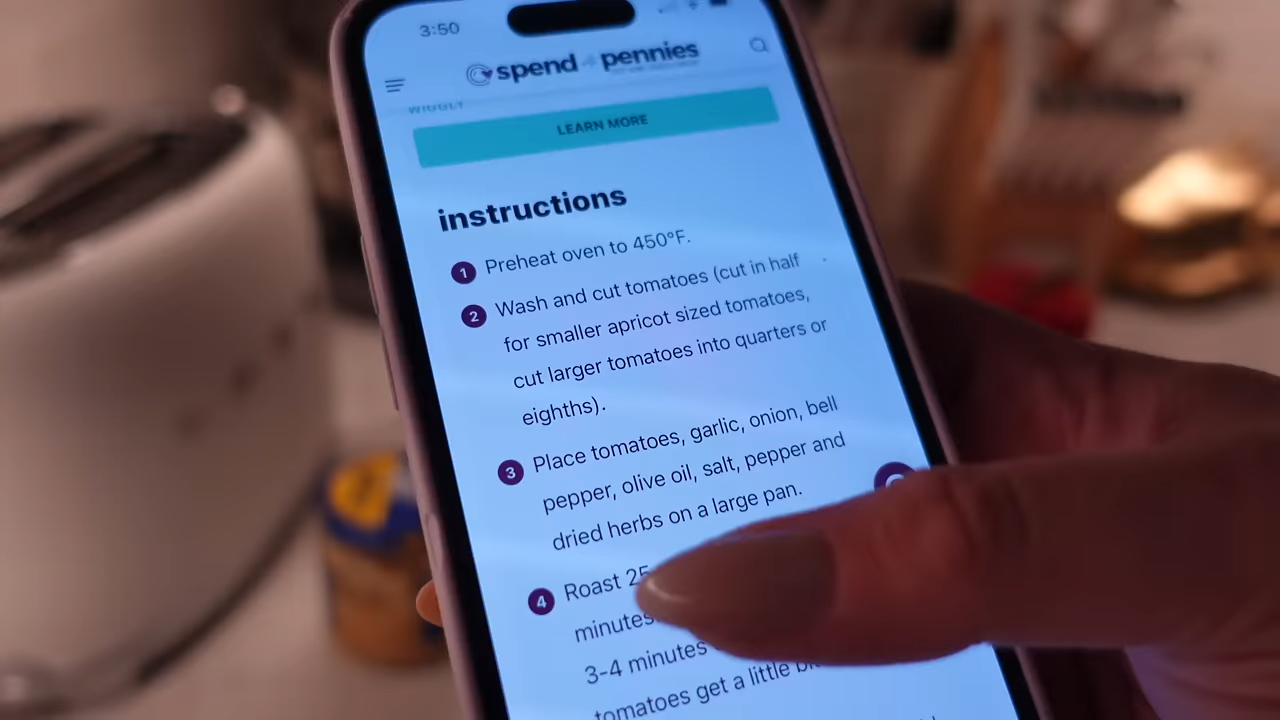 3:50
spend with pennies
WIGGLY
LEARN MORE
instructions
1 Preheat oven to 450°F.
2 Wash and cut tomatoes (cut in half
for smaller apricot sized tomatoes,
cut larger tomatoes into quarters or
eighths).
3 Place tomatoes, garlic, onion, bell
pepper, olive oil, salt, pepper and
dried herbs on a large pan.
4 Roast 25
minutes
3-4 minutes
tomatoes get a little